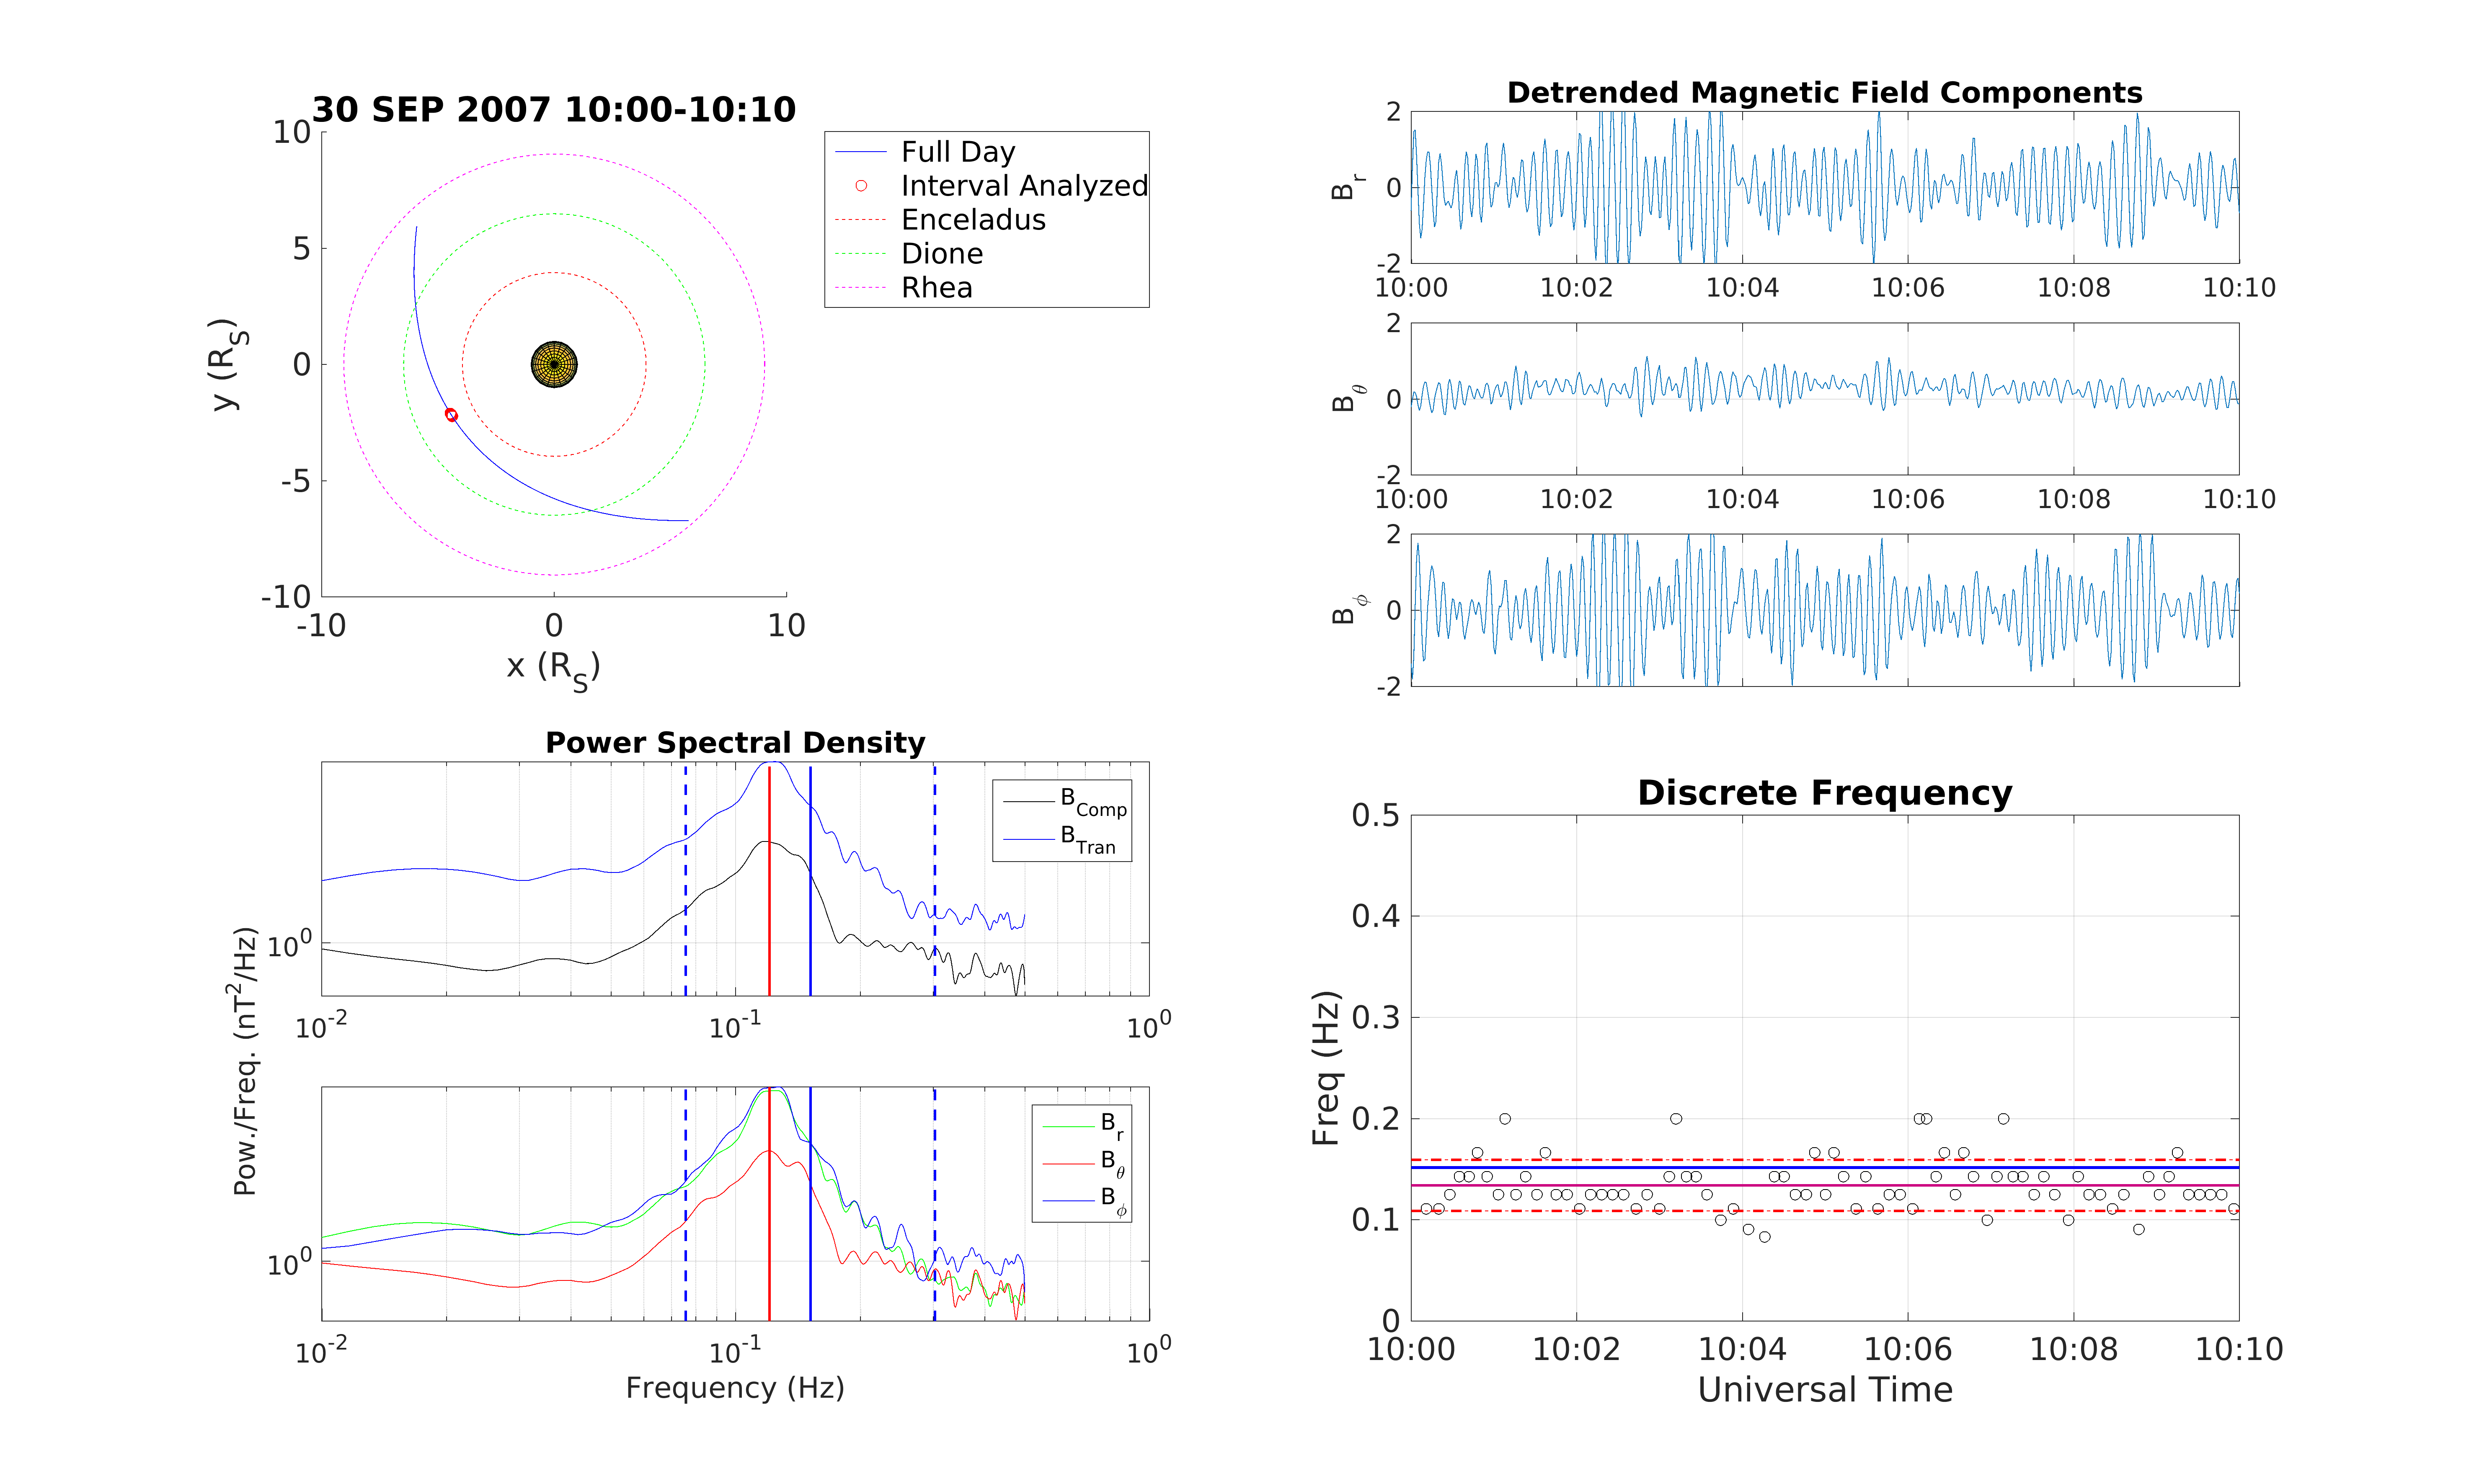 30 SEP 2007 10:00-10:10
10
5
0
-5
-10
-10 0 10
y (R_S)
x (R_S)
Full Day
Interval Analyzed
Enceladus
Dione
Rhea
Detrended Magnetic Field Components
2
0
-2
B_r
10:00 10:02 10:04 10:06 10:08 10:10
2
0
-2
B_θ
10:00 10:02 10:04 10:06 10:08 10:10
2
0
-2
B_ϕ
Power Spectral Density
B_Comp
B_Tran
10^0
10^-2 10^-1 10^0
Pow./Freq. (nT^2/Hz)
B_r
B_θ
B_ϕ
10^0
10^-2 10^-1 10^0
Frequency (Hz)
Discrete Frequency
0.5
0.4
0.3
0.2
0.1
0
Freq (Hz)
10:00 10:02 10:04 10:06 10:08 10:10
Universal Time